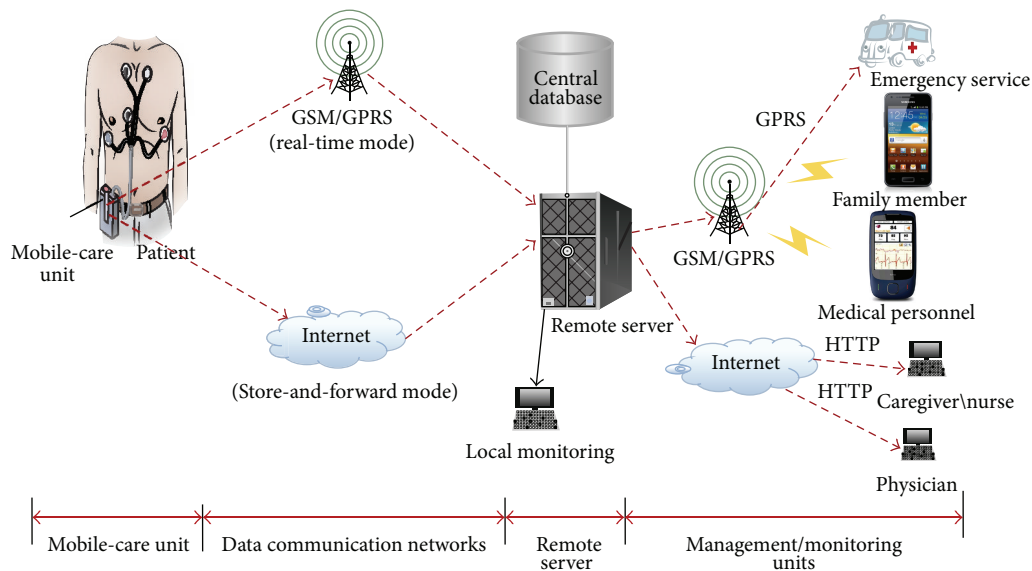 GSM/GPRS
(real-time mode)
Central
database
Emergency service
GPRS
Family member
GSM/GPRS
Mobile-care
unit
Patient
84
Medical personnel
Internet
(Store-and-forward mode)
Remote server
Internet
HTTP
HTTP
Caregiver\nurse
Local monitoring
Physician
Mobile-care unit
Data communication networks
Remote
server
Management/monitoring
units